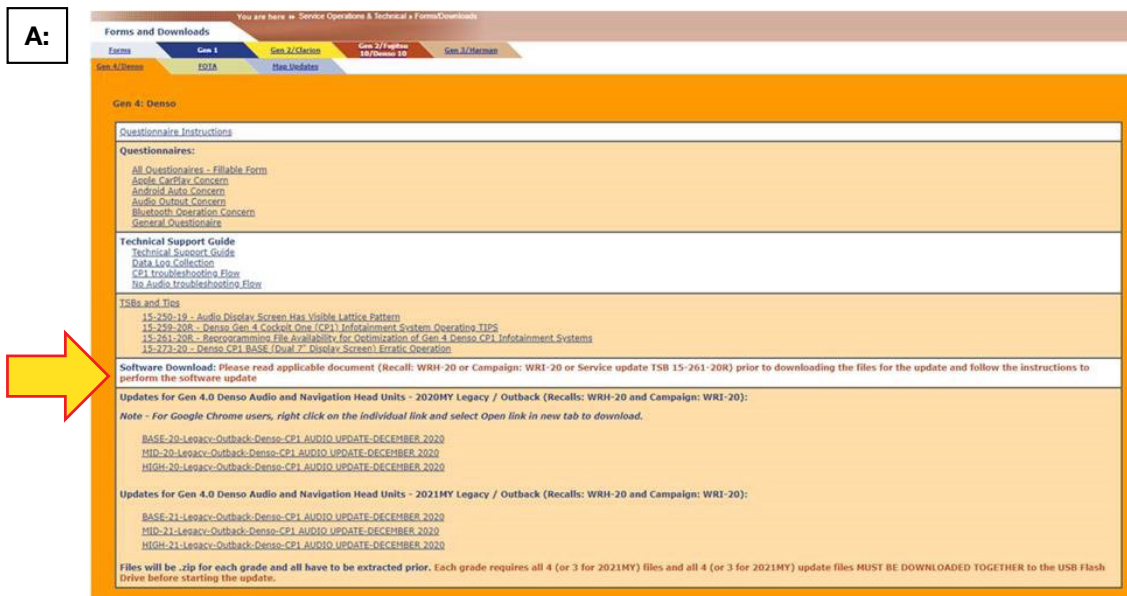 A:
You are here » Service Operations & Technical » Forms/Downloads
Forms and Downloads
Forms
Gen 1
Gen 2/Clarion
Gen 2/Fujitsu
10/Denso 10
Gen 3/Harman
Gen 4/Denso
FOTA
Map Updates
Gen 4: Denso
Questionnaire Instructions
Questionnaires:
All Questionaires - Fillable Form
Apple CarPlay Concern
Android Auto Concern
Audio Output Concern
Bluetooth Operation Concern
General Questionaire
Technical Support Guide
Technical Support Guide
Data Log Collection
CP1 troubleshooting Flow
No Audio troubleshooting Flow
TSBs and Tips
15-250-19 - Audio Display Screen Has Visible Lattice Pattern
15-259-20R - Denso Gen 4 Cockpit One (CP1) Infotainment System Operating TIPS
15-261-20R - Reprogramming File Availability for Optimization of Gen 4 Denso CP1 Infotainment Systems
15-273-20 - Denso CP1 BASE (Dual 7" Display Screen) Erratic Operation
Software Download: Please read applicable document (Recall: WRH-20 or Campaign: WRI-20 or Service update TSB 15-261-20R) prior to downloading the files for the update and follow the instructions to
perform the software update
Updates for Gen 4.0 Denso Audio and Navigation Head Units - 2020MY Legacy / Outback (Recalls: WRH-20 and Campaign: WRI-20):
Note - For Google Chrome users, right click on the individual link and select Open link in new tab to download.
BASE-20-Legacy-Outback-Denso-CP1 AUDIO UPDATE-DECEMBER 2020
MID-20-Legacy-Outback-Denso-CP1 AUDIO UPDATE-DECEMBER 2020
HIGH-20-Legacy-Outback-Denso-CP1 AUDIO UPDATE-DECEMBER 2020
Updates for Gen 4.0 Denso Audio and Navigation Head Units - 2021MY Legacy / Outback (Recalls: WRH-20 and Campaign: WRI-20):
BASE-21-Legacy-Outback-Denso-CP1 AUDIO UPDATE-DECEMBER 2020
MID-21-Legacy-Outback-Denso-CP1 AUDIO UPDATE-DECEMBER 2020
HIGH-21-Legacy-Outback-Denso-CP1 AUDIO UPDATE-DECEMBER 2020
Files will be .zip for each grade and all have to be extracted prior. Each grade requires all 4 (or 3 for 2021MY) files and all 4 (or 3 for 2021MY) update files MUST BE DOWNLOADED TOGETHER to the USB Flash
Drive before starting the update.